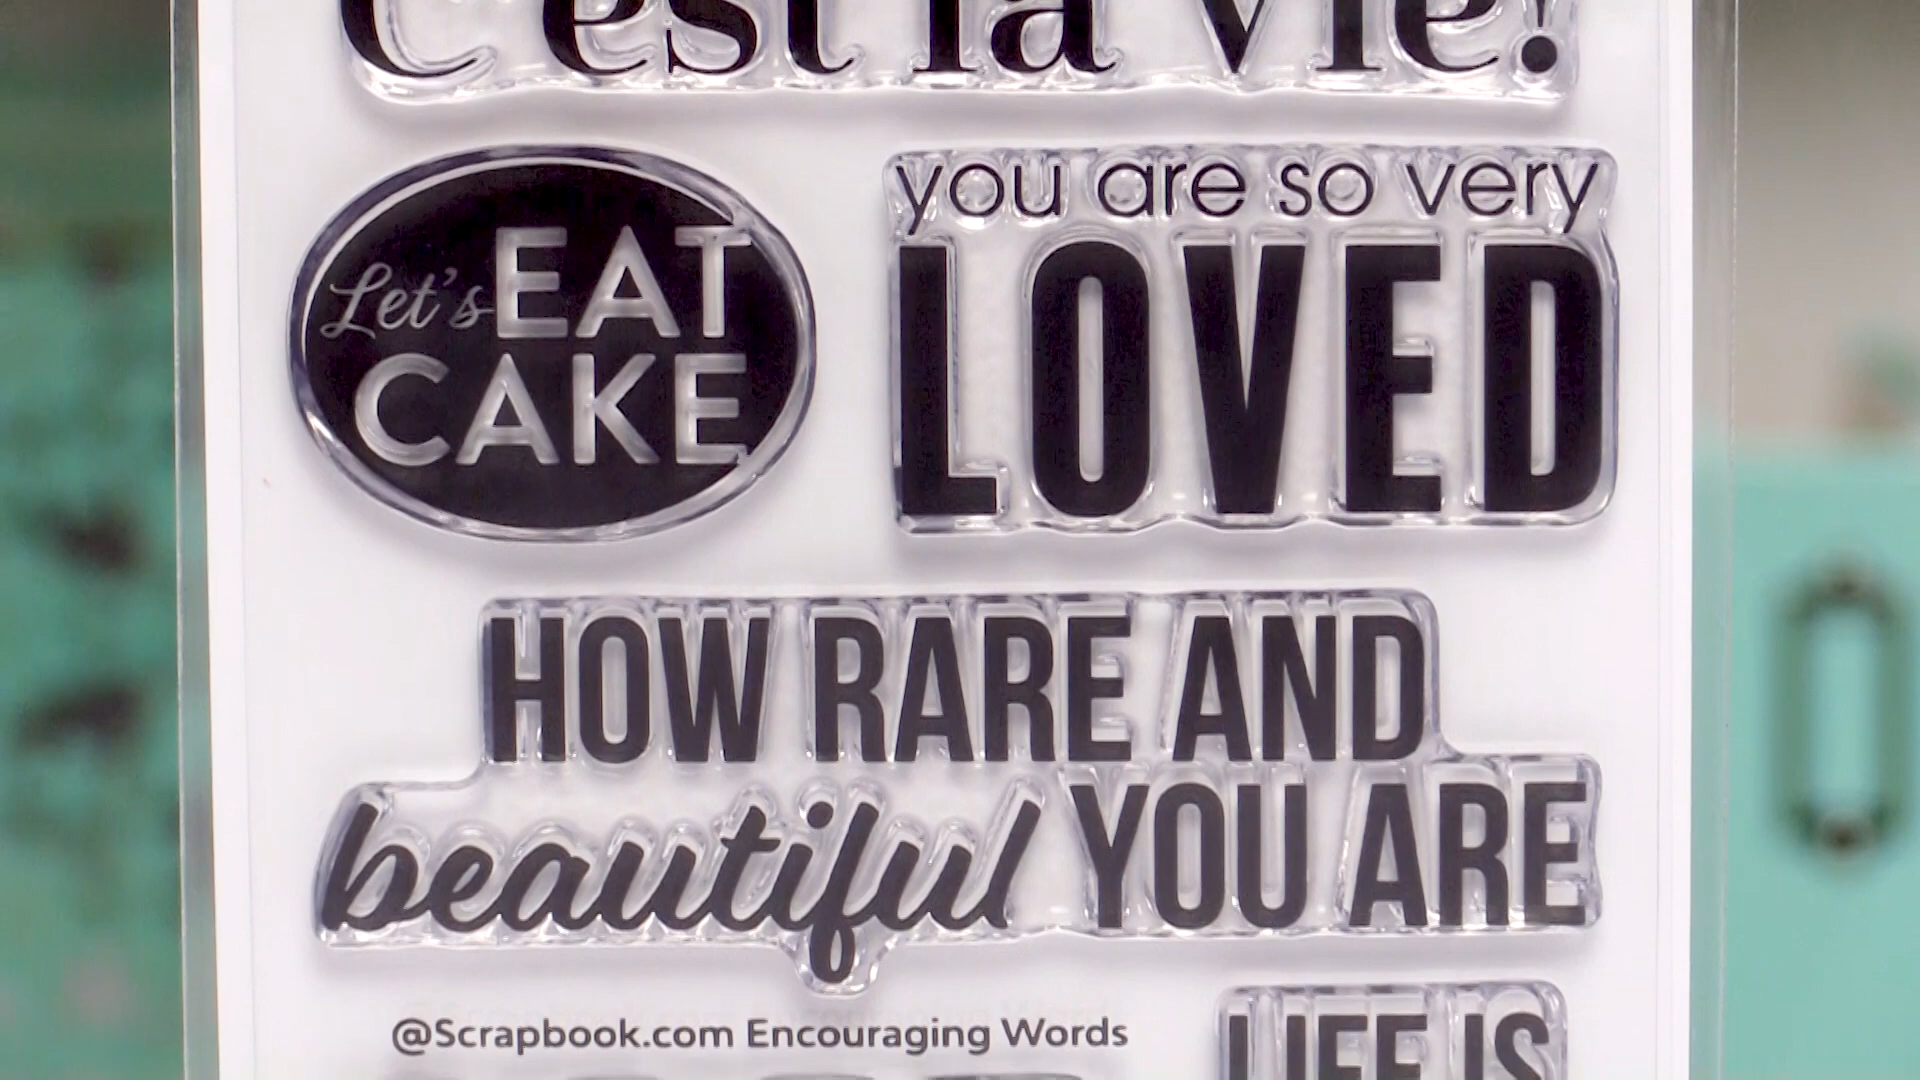 C'est la vie!
Let's EAT
CAKE
you are so very
LOVED
HOW RARE AND
beautiful YOU ARE
@Scrapbook.com Encouraging Words
LIFE IS